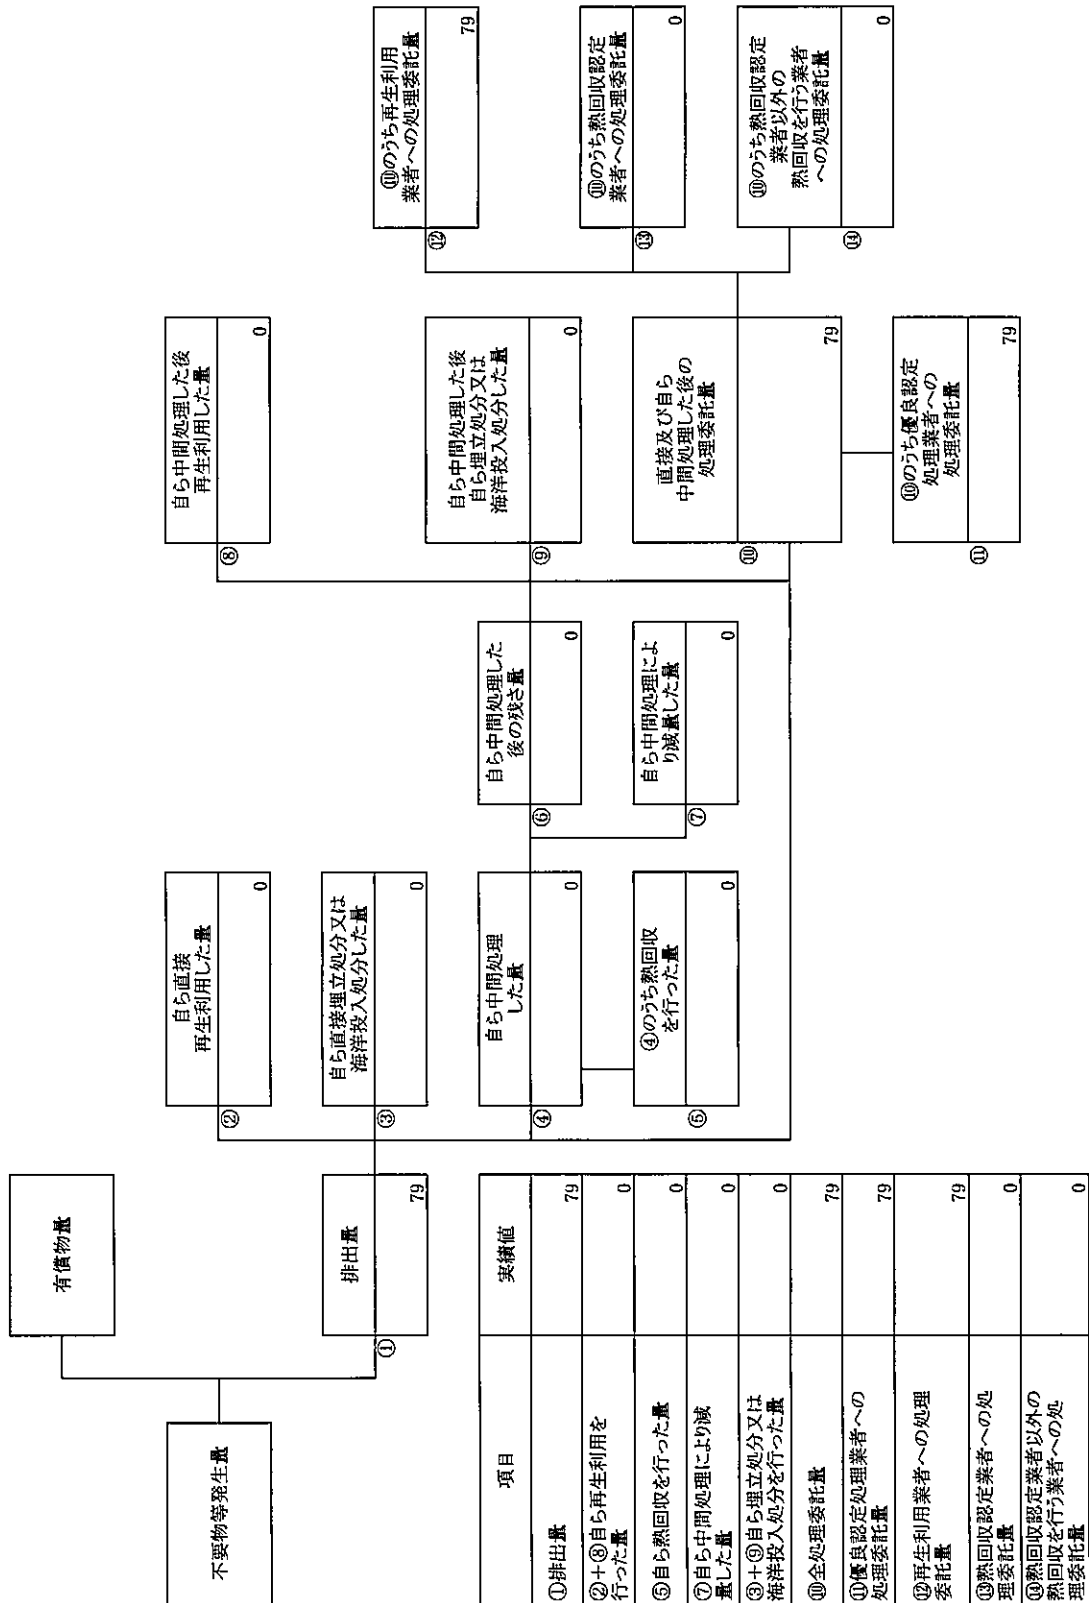 不要物等発生量
有償物量
排出量
①
79
自ら直接
再生利用した量
②
0
自ら直接埋立処分又は
海洋投入処分した量
③
0
自ら中間処理
した量
④
0
④のうち熱回収
を行った量
⑤
0
自ら中間処理した
後の残さ量
⑥
0
自ら中間処理によ
り減量した量
⑦
0
自ら中間処理した後
再生利用した量
⑧
0
自ら中間処理した後
自ら埋立処分又は
海洋投入処分した量
⑨
0
直接及び自ら
中間処理した後の
処理委託量
⑩
79
⑩のうち優良認定
処理業者への
処理委託量
⑪
79
⑩のうち再生利用
業者への処理委託量
⑫
79
⑩のうち熱回収認定
業者への処理委託量
⑬
0
⑩のうち熱回収認定
業者以外の
熱回収を行う業者
への処理委託量
⑭
0
項目 実績値
①排出量 79
②+⑧自ら再生利用を
行った量 0
⑤自ら熱回収を行った量 0
⑦自ら中間処理により減
量した量 0
③+⑨自ら埋立処分又は
海洋投入処分を行った量 0
⑩全処理委託量 79
⑪優良認定処理業者への
処理委託量 79
⑫再生利用業者への処理
委託量 79
⑬熱回収認定業者への処
理委託量 0
⑭熱回収認定業者以外の
熱回収を行う業者への処
理委託量 0